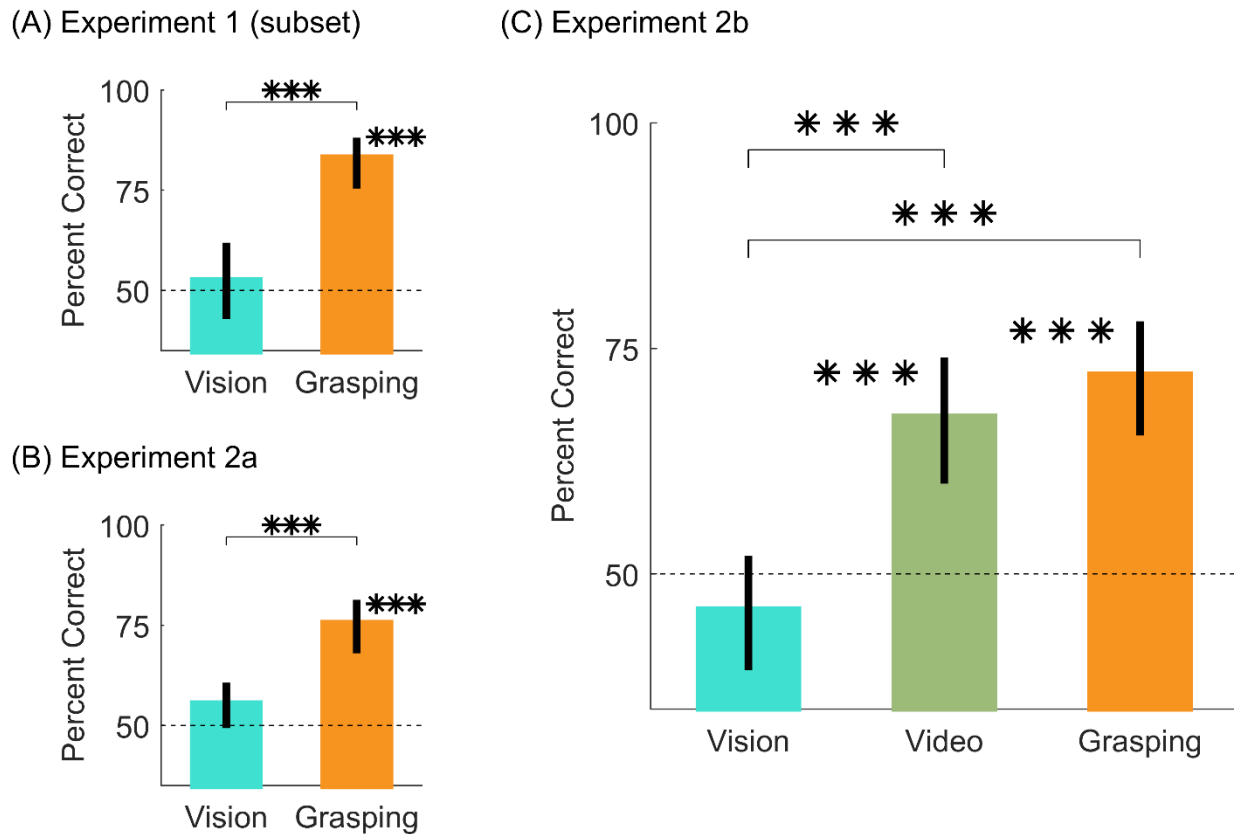 (A) Experiment 1 (subset)
100
75
50
Percent Correct
Vision Grasping
(B) Experiment 2a
100
75
50
Percent Correct
Vision Grasping
(C) Experiment 2b
100
75
50
Percent Correct
Vision Video Grasping